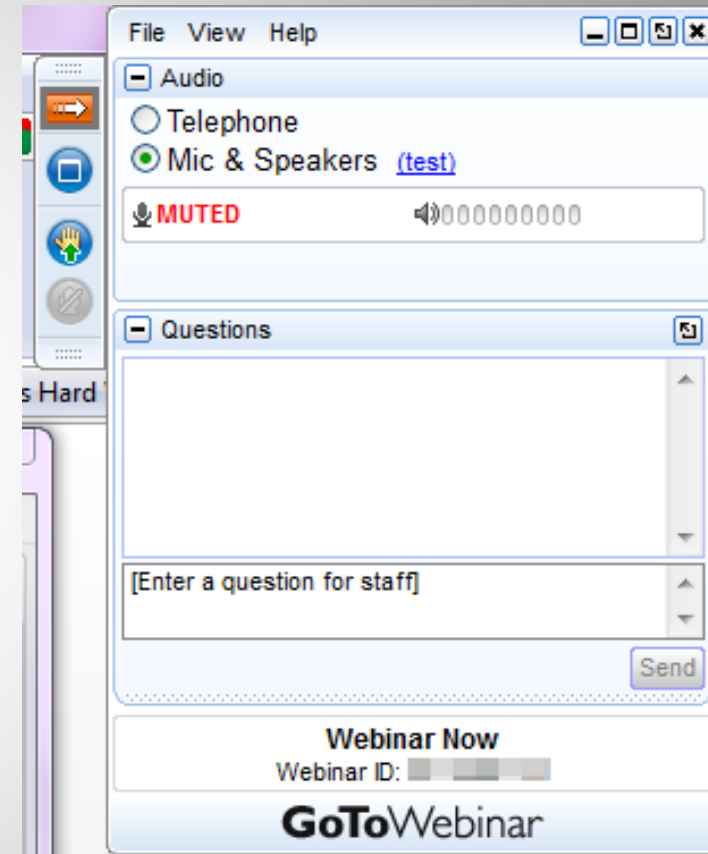 File View Help
Audio
Telephone
Mic & Speakers (test)
MUTED
Questions
s Hard
[Enter a question for staff]
Send
Webinar Now
Webinar ID:
GoToWebinar